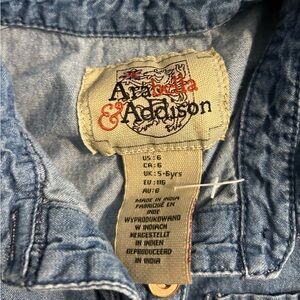 Arabella
& Addison
US: 6
CA: 6
UK: 5-6yrs
EU: 116
AU: 6
MADE IN INDIA
FABRIQUÉ EN
INDE
WYPRODUKOWANO
W INDIACH
HERGESTELLT
IN INDIEN
GEPRODUCEERD
IN INDIA